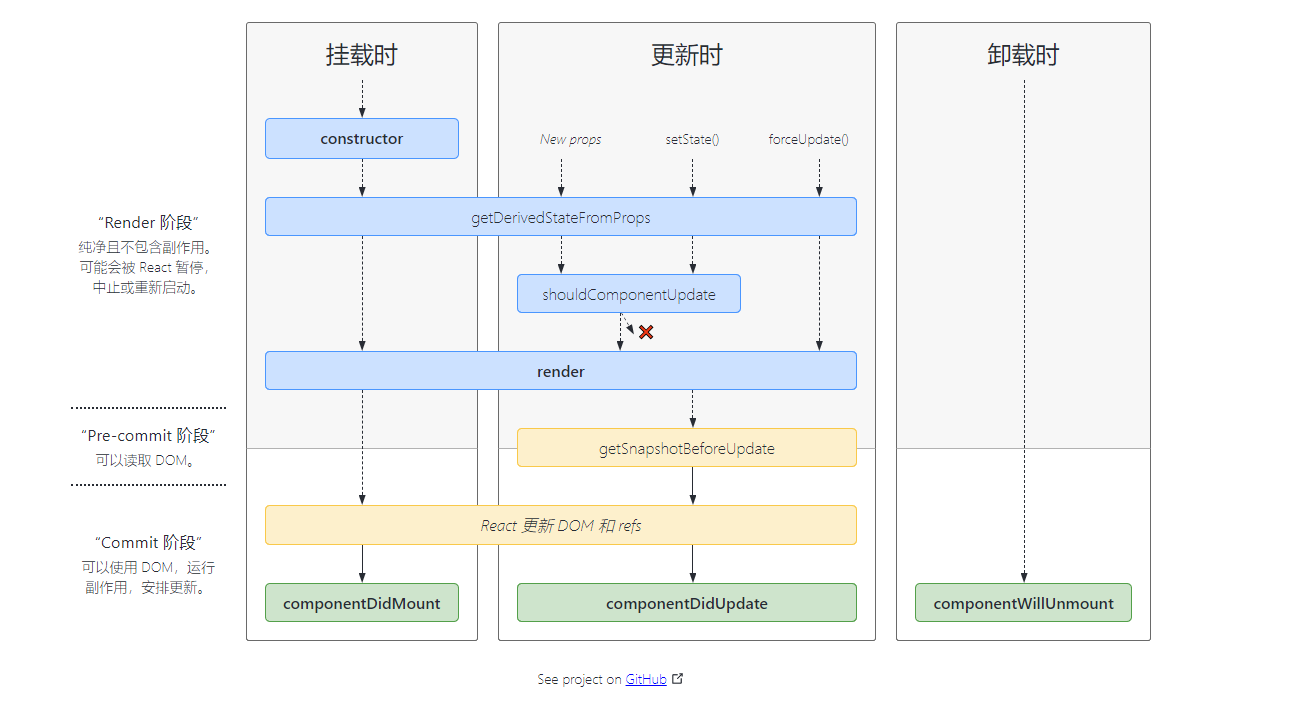 挂载时
更新时
卸载时
constructor
New props
setState()
forceUpdate()
getDerivedStateFromProps
“Render 阶段”
纯净且不包含副作用。
可能会被 React 暂停，
中止或重新启动。
shouldComponentUpdate
render
“Pre-commit 阶段”
可以读取 DOM。
getSnapshotBeforeUpdate
React 更新 DOM 和 refs
“Commit 阶段”
可以使用 DOM，运行
副作用，安排更新。
componentDidMount
componentDidUpdate
componentWillUnmount
See project on GitHub